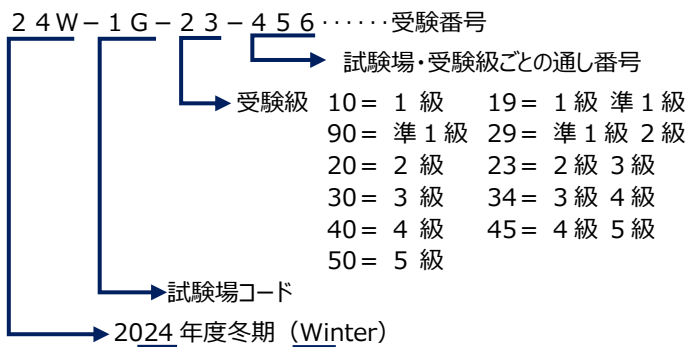 24W-1G-23-456······受験番号
試験場・受験級ごとの通し番号
受験級 10= 1 級 19= 1級 準1級
90= 準1級 29= 準1級 2級
20= 2 級 23= 2級 3級
30= 3 級 34= 3級 4級
40= 4 級 45= 4級 5級
50= 5 級
試験場コード
2024 年度冬期（Winter）